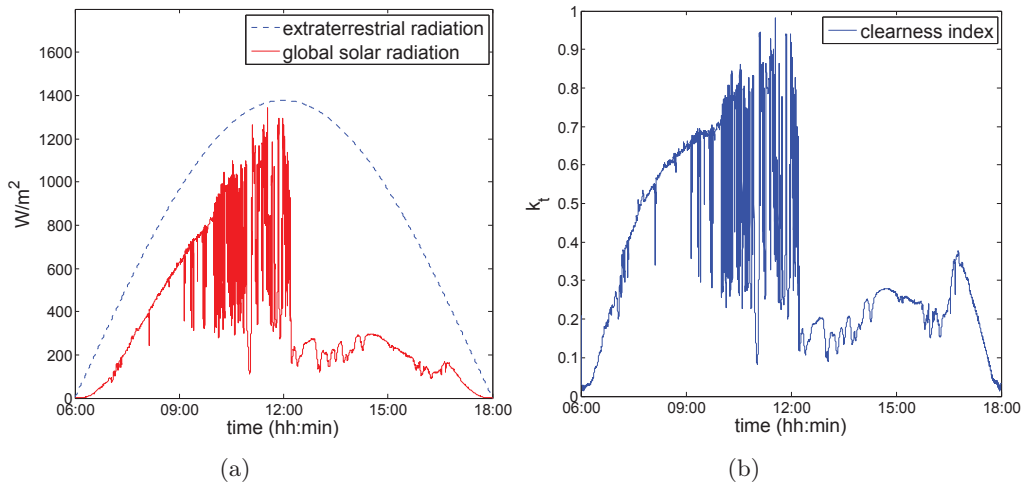 extraterrestrial radiation
global solar radiation
1600
1400
1200
1000
800
600
400
200
0
W/m²
06:00 09:00 12:00 15:00 18:00
time (hh:min)
(a)
clearness index
1
0.9
0.8
0.7
0.6
0.5
0.4
0.3
0.2
0.1
0
kₜ
06:00 09:00 12:00 15:00 18:00
time (hh:min)
(b)